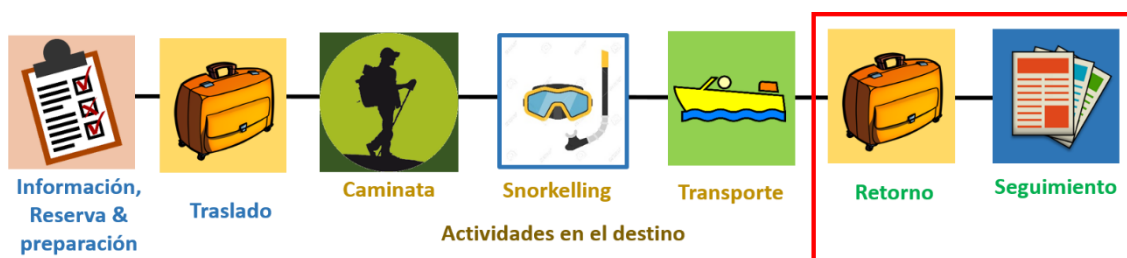 Información,
Reserva &
preparación
Traslado
Caminata
Snorkelling
Transporte
Retorno
Seguimiento
Actividades en el destino